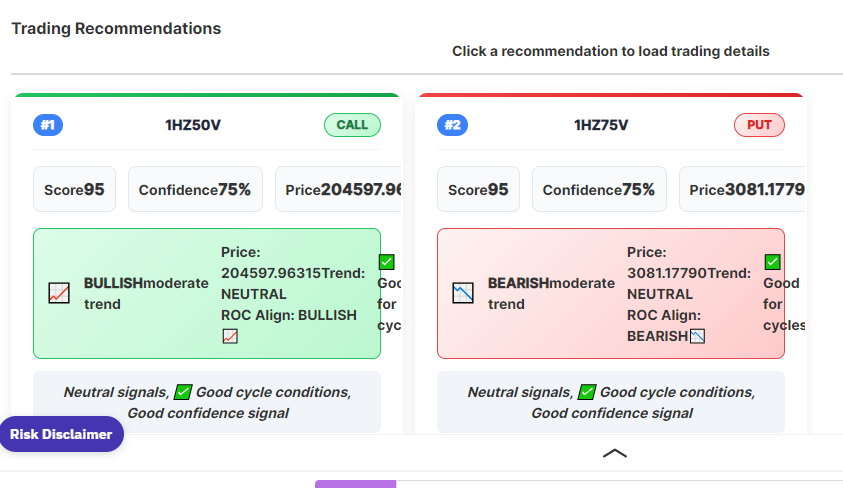 Trading Recommendations
Click a recommendation to load trading details
#1 1HZ50V CALL
Score95 Confidence75% Price204597.96
BULLISHmoderate trend
Price: 204597.96315Trend: NEUTRAL
ROC Align: BULLISH
Good for
Neutral signals, ✅ Good cycle conditions,
Good confidence signal
#2 1HZ75V PUT
Score95 Confidence75% Price3081.1779
BEARISHmoderate trend
Price: 3081.17790Trend: NEUTRAL
ROC Align: BEARISH
✅ Good for cycles
Neutral signals, ✅ Good cycle conditions,
Good confidence signal
Risk Disclaimer